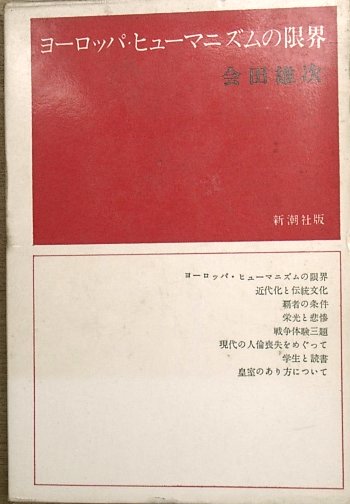 ヨーロッパ・ヒューマニズムの限界
会田雄次
新潮社版
ヨーロッパ・ヒューマニズムの限界
近代化と伝統文化
覇者の条件
栄光と悲惨
戦争体験三題
現代の人倫喪失をめぐって
学生と読書
皇室のあり方について